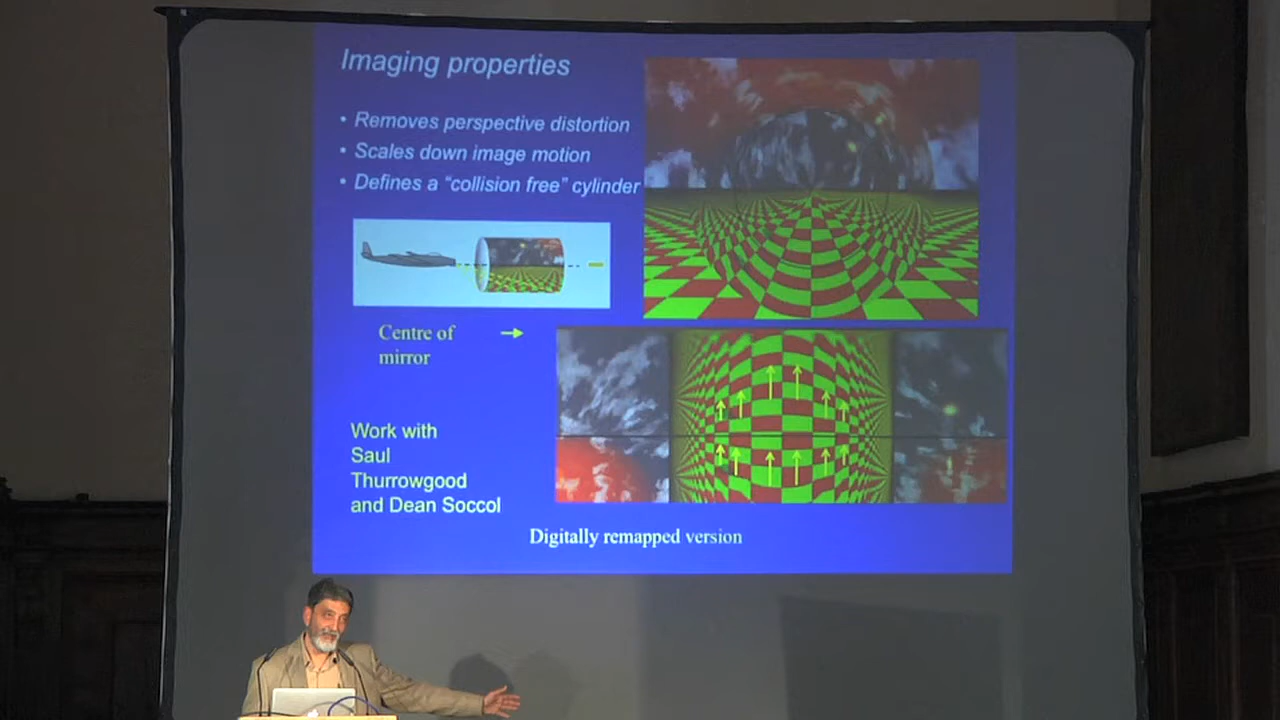 Imaging properties
• Removes perspective distortion
• Scales down image motion
• Defines a “collision free” cylinder
Centre of
mirror
Work with
Saul
Thurrowgood
and Dean Soccol
Digitally remapped version